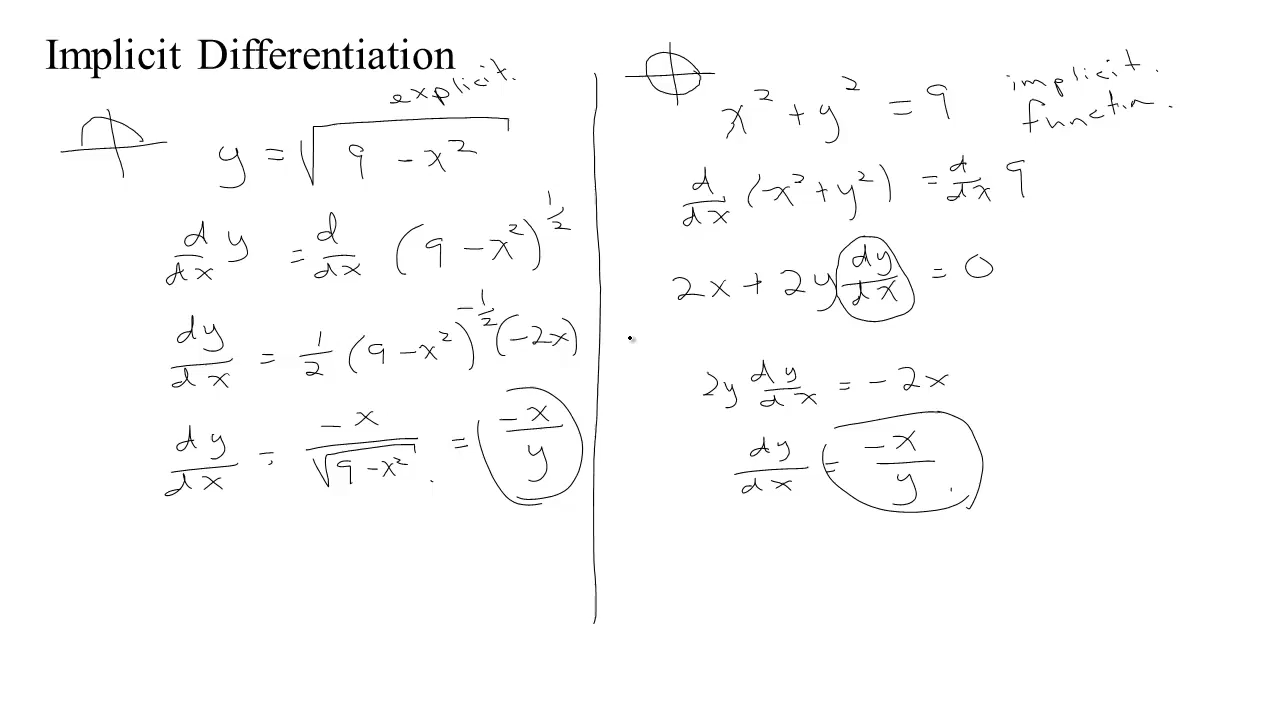 Implicit Differentiation
explicit.
y = √(9 - x²)
d/dx y = d/dx (9 - x²)^(1/2)
dy/dx = 1/2 (9 - x²)^(-1/2) (-2x)
dy/dx = -x/√(9 - x²) = -x/y
implicit.
function.
x² + y² = 9
d/dx (x² + y²) = d/dx 9
2x + 2y dy/dx = 0
2y dy/dx = -2x
dy/dx = -x/y